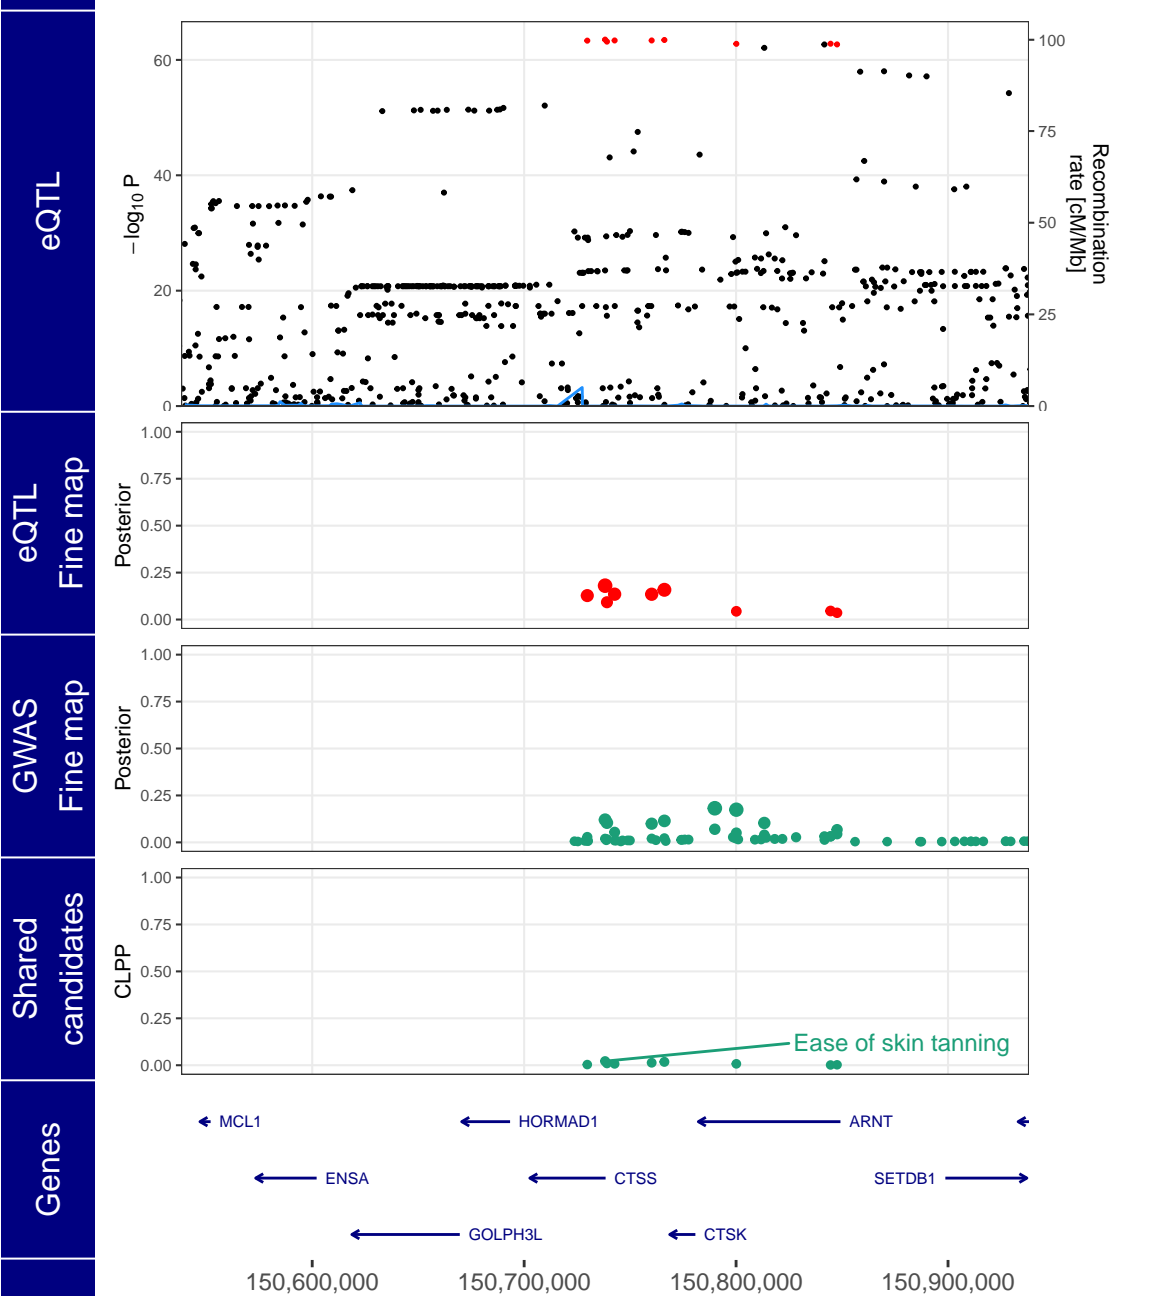 eQTL
−log10 P
60
40
20
0
100
75
50
25
0
Recombination
rate [cM/Mb]
eQTL
Fine map
Posterior
1.00
0.75
0.50
0.25
0.00
GWAS
Fine map
Posterior
1.00
0.75
0.50
0.25
0.00
Shared
candidates
CLPP
1.00
0.75
0.50
0.25
0.00
Ease of skin tanning
Genes
MCL1
HORMAD1
ARNT
ENSA
CTSS
SETDB1
GOLPH3L
CTSK
150,600,000
150,700,000
150,800,000
150,900,000